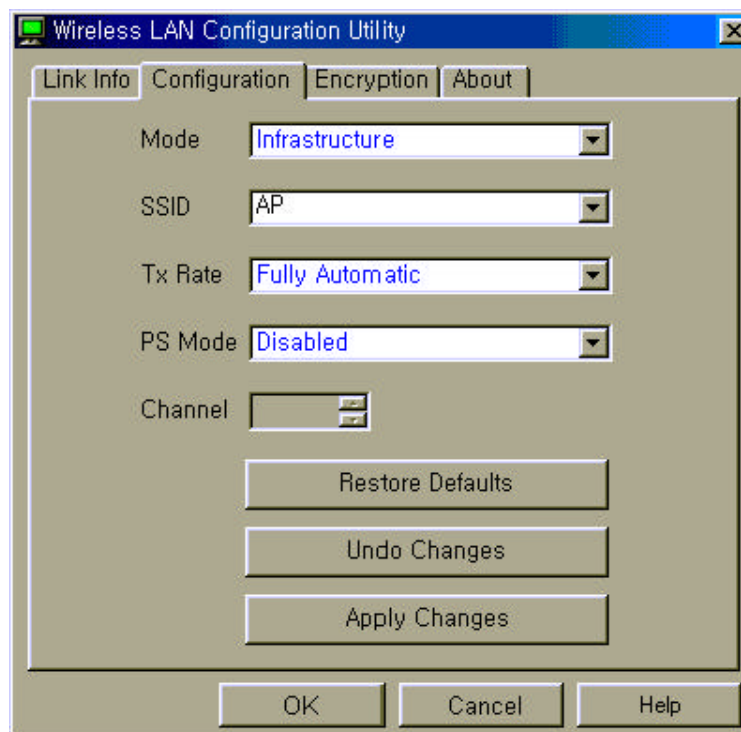 Wireless LAN Configuration Utility
Link Info Configuration Encryption About
Mode Infrastructure
SSID AP
Tx Rate Fully Automatic
PS Mode Disabled
Channel
Restore Defaults
Undo Changes
Apply Changes
OK Cancel Help